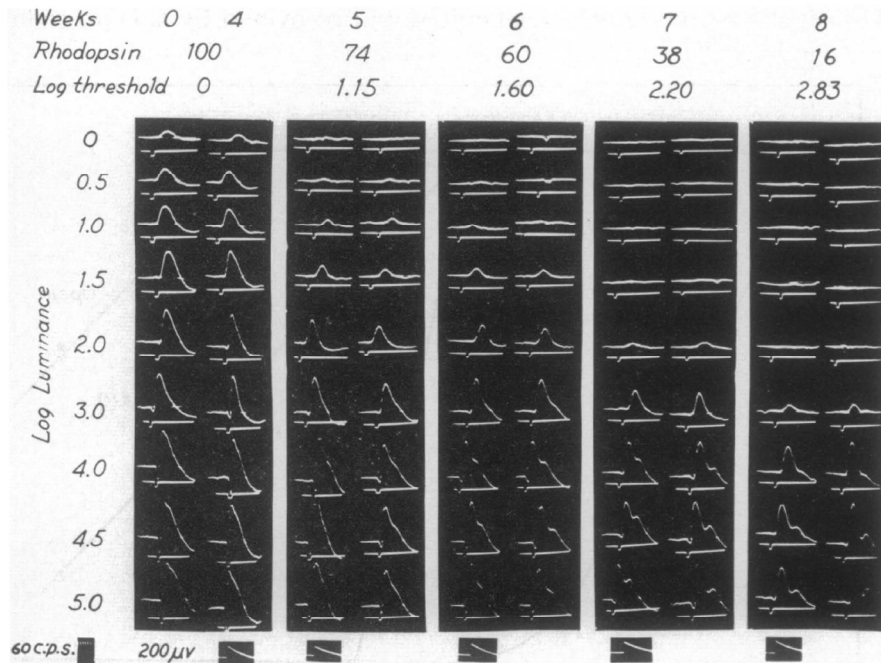 Weeks 0 4 5 6 7 8
Rhodopsin 100 74 60 38 16
Log threshold 0 1.15 1.60 2.20 2.83
0
0.5
1.0
1.5
Log Luminance
2.0
3.0
4.0
4.5
5.0
60 c.p.s. 200 μv